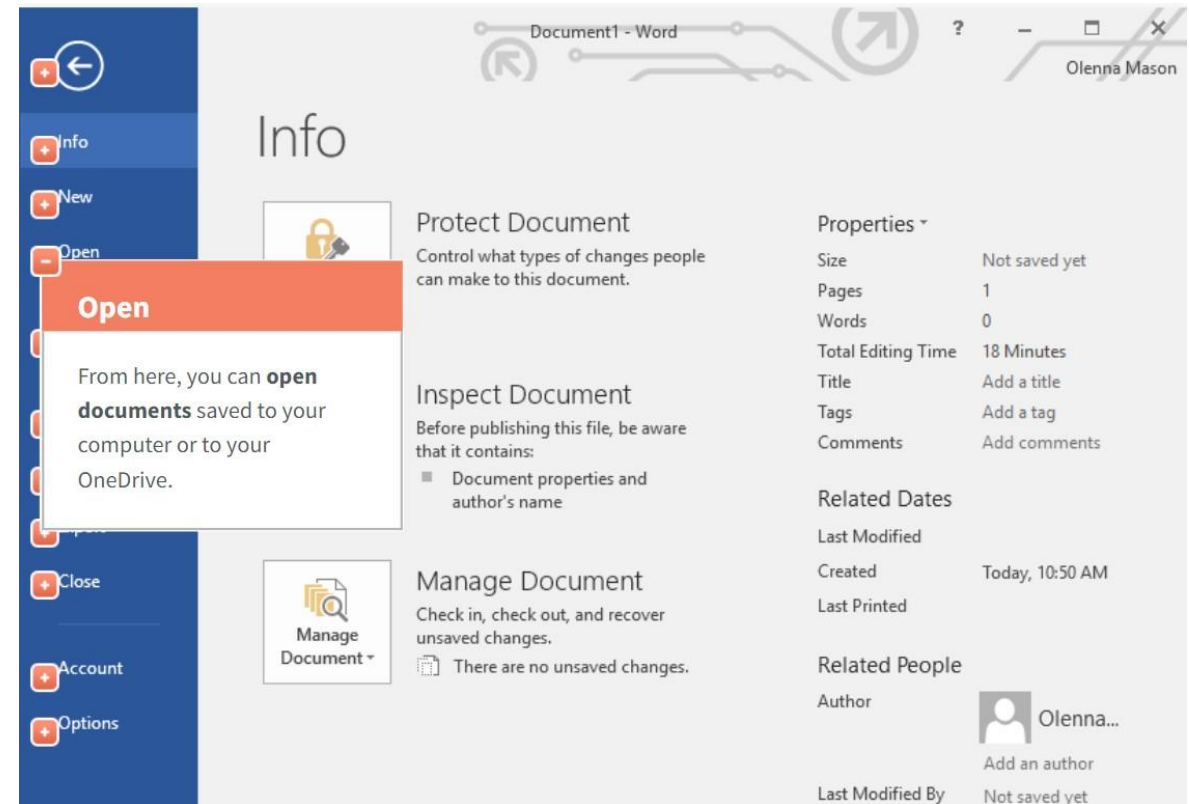 Document1 - Word
?
Olenna Mason
Info
New
Open
Open
From here, you can open
documents saved to your
computer or to your
OneDrive.
Close
Account
Options
Info
Protect Document
Control what types of changes people
can make to this document.
Inspect Document
Before publishing this file, be aware
that it contains:
Document properties and
author's name
Manage
Document
Manage Document
Check in, check out, and recover
unsaved changes.
There are no unsaved changes.
Properties
Size Not saved yet
Pages 1
Words 0
Total Editing Time 18 Minutes
Title Add a title
Tags Add a tag
Comments Add comments
Related Dates
Last Modified
Created Today, 10:50 AM
Last Printed
Related People
Author Olenna...
Add an author
Last Modified By Not saved yet